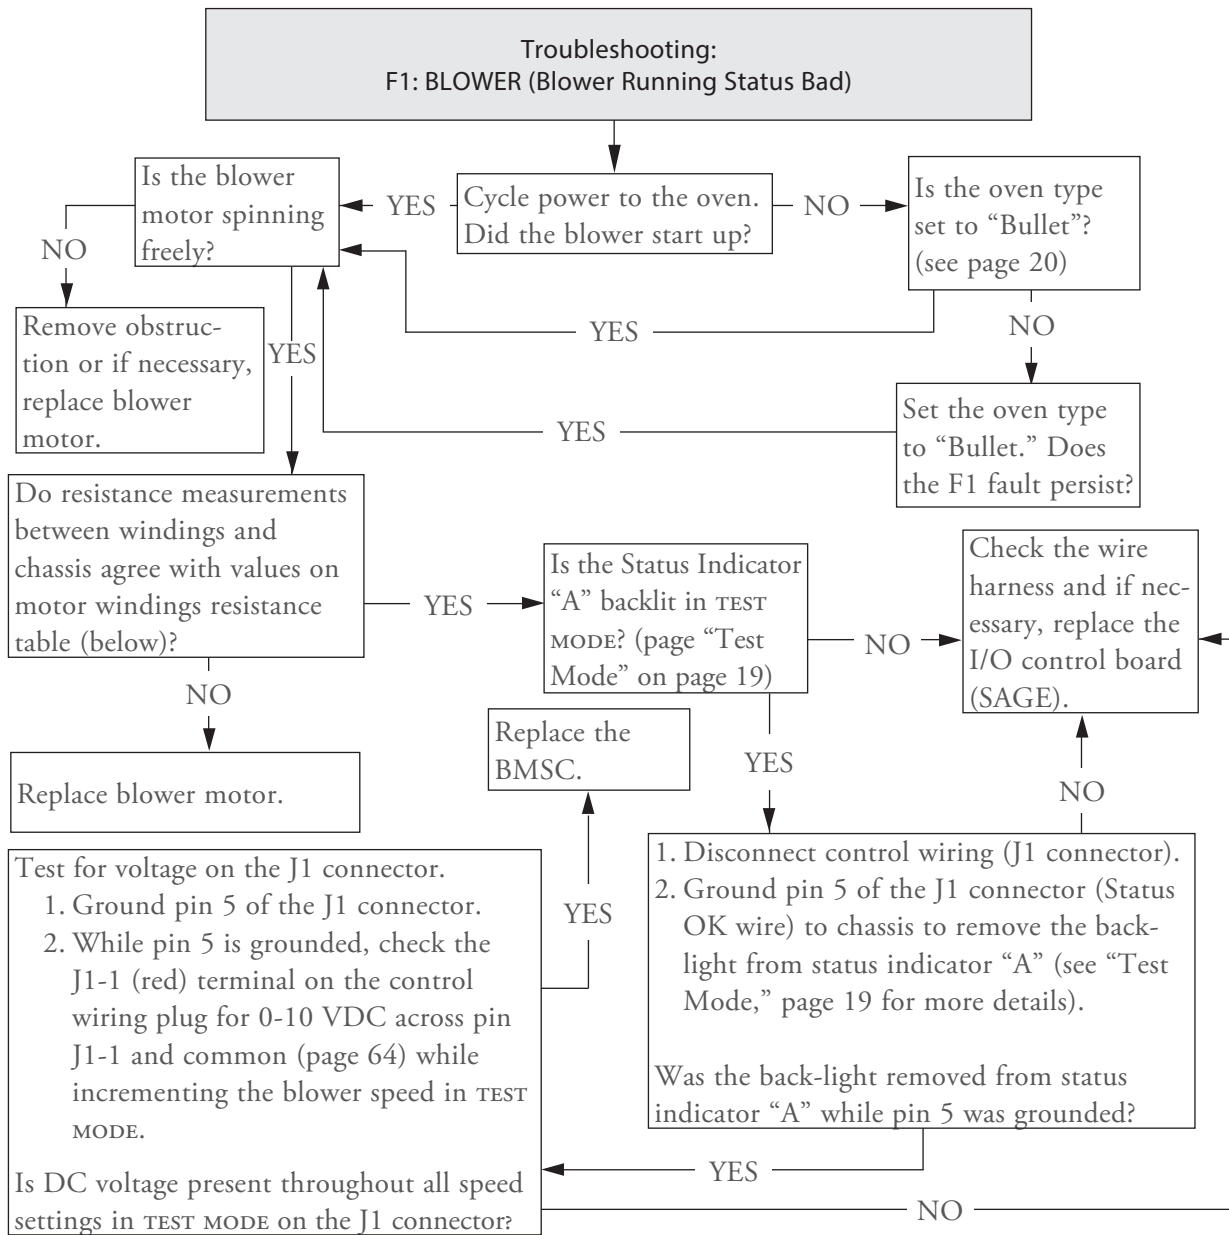 Troubleshooting:
F1: BLOWER (Blower Running Status Bad)
Is the blower
motor spinning
freely?
YES
Cycle power to the oven.
Did the blower start up?
NO
Is the oven type
set to “Bullet”?
(see page 20)
NO
YES
NO
Remove obstruc-
tion or if necessary,
replace blower
motor.
YES
YES
Set the oven type
to “Bullet.” Does
the F1 fault persist?
Do resistance measurements
between windings and
chassis agree with values on
motor windings resistance
table (below)?
YES
Is the Status Indicator
“A” backlit in TEST
MODE? (page “Test
Mode” on page 19)
NO
Check the wire
harness and if nec-
essary, replace the
I/O control board
(SAGE).
NO
Replace the
BMSC.
YES
NO
Replace blower motor.
Test for voltage on the J1 connector.
1. Ground pin 5 of the J1 connector.
2. While pin 5 is grounded, check the
J1-1 (red) terminal on the control
wiring plug for 0-10 VDC across pin
J1-1 and common (page 64) while
incrementing the blower speed in TEST
MODE.
Is DC voltage present throughout all speed
settings in TEST MODE on the J1 connector?
YES
1. Disconnect control wiring (J1 connector).
2. Ground pin 5 of the J1 connector (Status
OK wire) to chassis to remove the back-
light from status indicator “A” (see “Test
Mode,” page 19 for more details).
Was the back-light removed from status
indicator “A” while pin 5 was grounded?
YES
NO